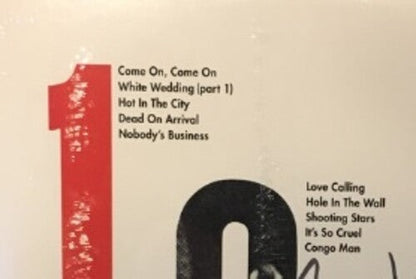 1
Come On, Come On
White Wedding (part 1)
Hot In The City
Dead On Arrival
Nobody's Business
Love Calling
Hole In The Wall
Shooting Stars
It's So Cruel
Congo Man